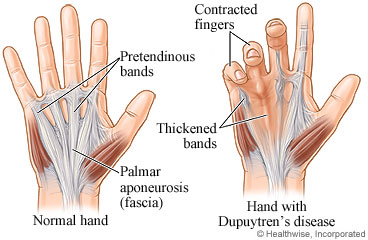 Contracted
fingers
Pretendinous
bands
Thickened
bands
Palmar
aponeurosis
(fascia)
Normal hand
Hand with
Dupuytren's disease
© Healthwise, Incorporated